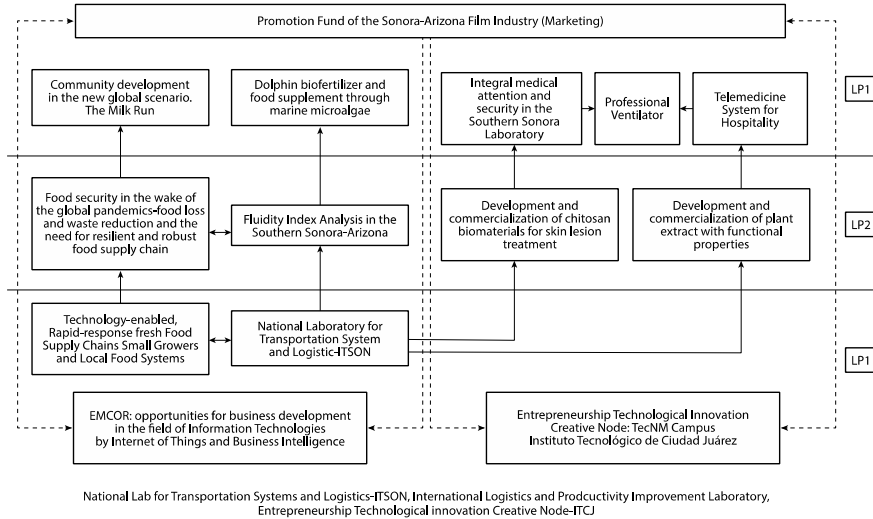 Promotion Fund of the Sonora-Arizona Film Industry (Marketing)
Community development
in the new global scenario.
The Milk Run
Dolphin biofertilizer and
food supplement through
marine microalgae
Integral medical
attention and
security in the
Southern Sonora
Laboratory
Professional
Ventilator
Telemedicine
System for
Hospitality
LP1
Food security in the wake of
the global pandemics-food loss
and waste reduction and the
need for resilient and robust
food supply chain
Fluidity Index Analysis in the
Southern Sonora-Arizona
Development and
commercialization of chitosan
biomaterials for skin lesion
treatment
Development and
commercialization of plant
extract with functional
properties
LP2
Technology-enabled,
Rapid-response fresh Food
Supply Chains Small Growers
and Local Food Systems
National Laboratory for
Transportation System
and Logistic-ITSON
LP1
EMCOR: opportunities for business development
in the field of Information Technologies
by Internet of Things and Business Intelligence
Entrepreneurship Technological Innovation
Creative Node: TecNM Campus
Instituto Tecnológico de Ciudad Juárez
National Lab for Transportation Systems and Logistics-ITSON, International Logistics and Prodcuctivity Improvement Laboratory,
Entrepreneurship Technological innovation Creative Node-ITCJ